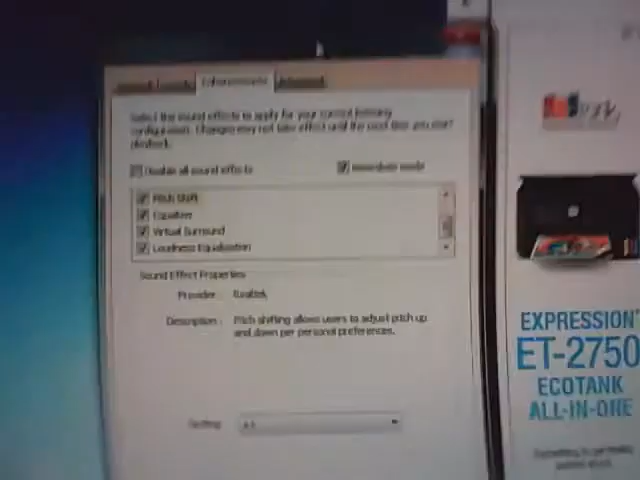 Enhancements
Select the sound effects to apply for your current listening
configuration. Changes may not take effect until the next time you start
playback.
Disable all sound effects
Immediate mode
Pitch Shift
Equalizer
Virtual Surround
Loudness Equalization
Sound Effect Properties
Provider: Realtek
Description: Pitch shifting allows users to adjust pitch up
and down per personal preferences.
Setting:
EXPRESSION
ET-2750
ECOTANK
ALL-IN-ONE